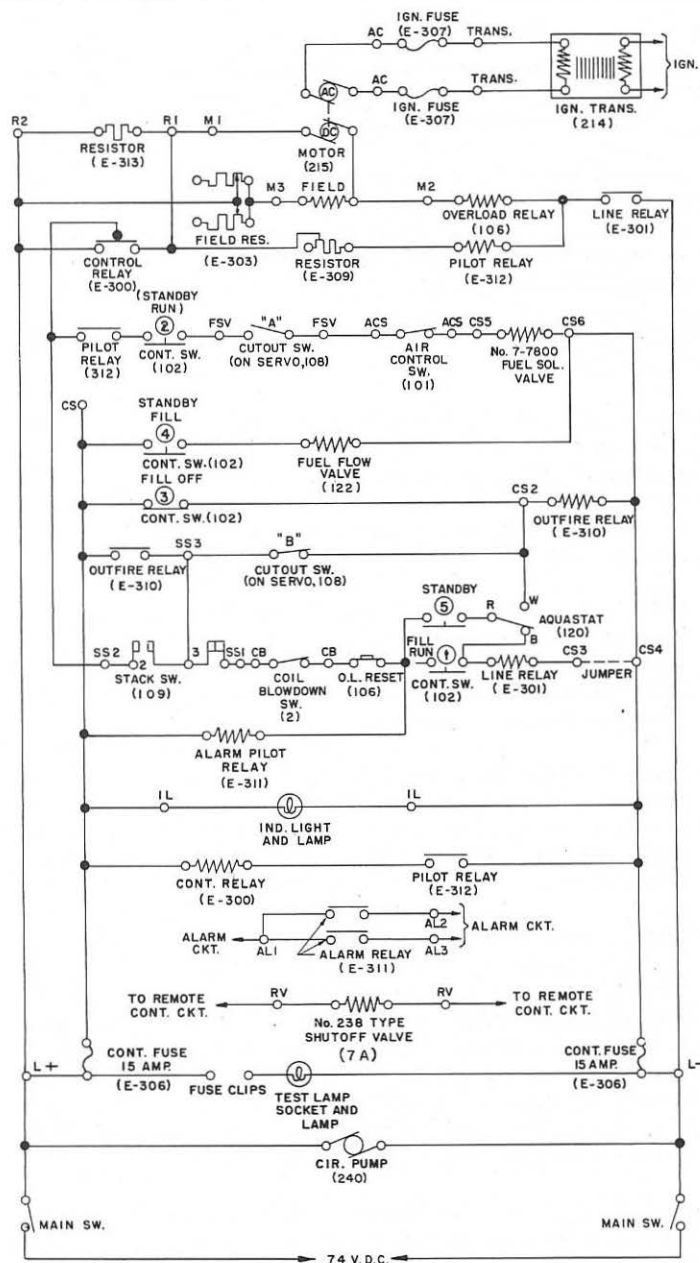 IGN. FUSE
AC (E-307) TRANS.
IGN.
AC TRANS.
AC
IGN. FUSE
(E-307)
IGN. TRANS.
(214)
R2 R1 M1
DC
RESISTOR
(E-313)
MOTOR
(215)
M3 FIELD M2
FIELD RES.
(E-303)
OVERLOAD RELAY
(106)
LINE RELAY
(E-301)
CONTROL
RELAY
(E-300)
RESISTOR
(E-309)
PILOT RELAY
(E-312)
(STANDBY
RUN)
2 FSV "A" FSV ACS ACS CS5 CS6
PILOT
RELAY
(312)
CONT. SW.
(102)
CUTOUT SW.
(ON SERVO,108)
AIR
CONTROL
SW.
(101)
No. 7-7800
FUEL SOL.
VALVE
CS
STANDBY
FILL
4
CONT. SW.(102)
FUEL FLOW
VALVE
(122)
FILL OFF
3
CONT. SW.(102)
CS2
OUTFIRE RELAY
(E-310)
OUTFIRE RELAY
(E-310)
SS3
"B"
CUTOUT SW.
(ON SERVO,108)
STANDBY
5
R W
AQUASTAT
(120)
B
SS2 2 3 SS1 CB CB
FILL
RUN
1
CS3 CS4
STACK SW.
(109)
COIL
BLOWDOWN
SW.
(2)
O.L. RESET
(106)
CONT. SW.
(102)
LINE RELAY
(E-301)
JUMPER
ALARM PILOT
RELAY
(E-311)
IL IL
IND. LIGHT
AND LAMP
CONT. RELAY
(E-300)
PILOT RELAY
(E-312)
ALARM
CKT.
AL1
AL2
AL3
ALARM CKT.
ALARM RELAY
(E-311)
TO REMOTE
CONT. CKT.
RV RV
TO REMOTE
CONT. CKT.
No. 238 TYPE
SHUTOFF VALVE
(7A)
L+
CONT. FUSE
15 AMP.
(E-306)
FUSE CLIPS
TEST LAMP
SOCKET AND
LAMP
CONT. FUSE
15 AMP.
(E-306)
L-
CIR. PUMP
(240)
MAIN SW. MAIN SW.
74 V. D.C.